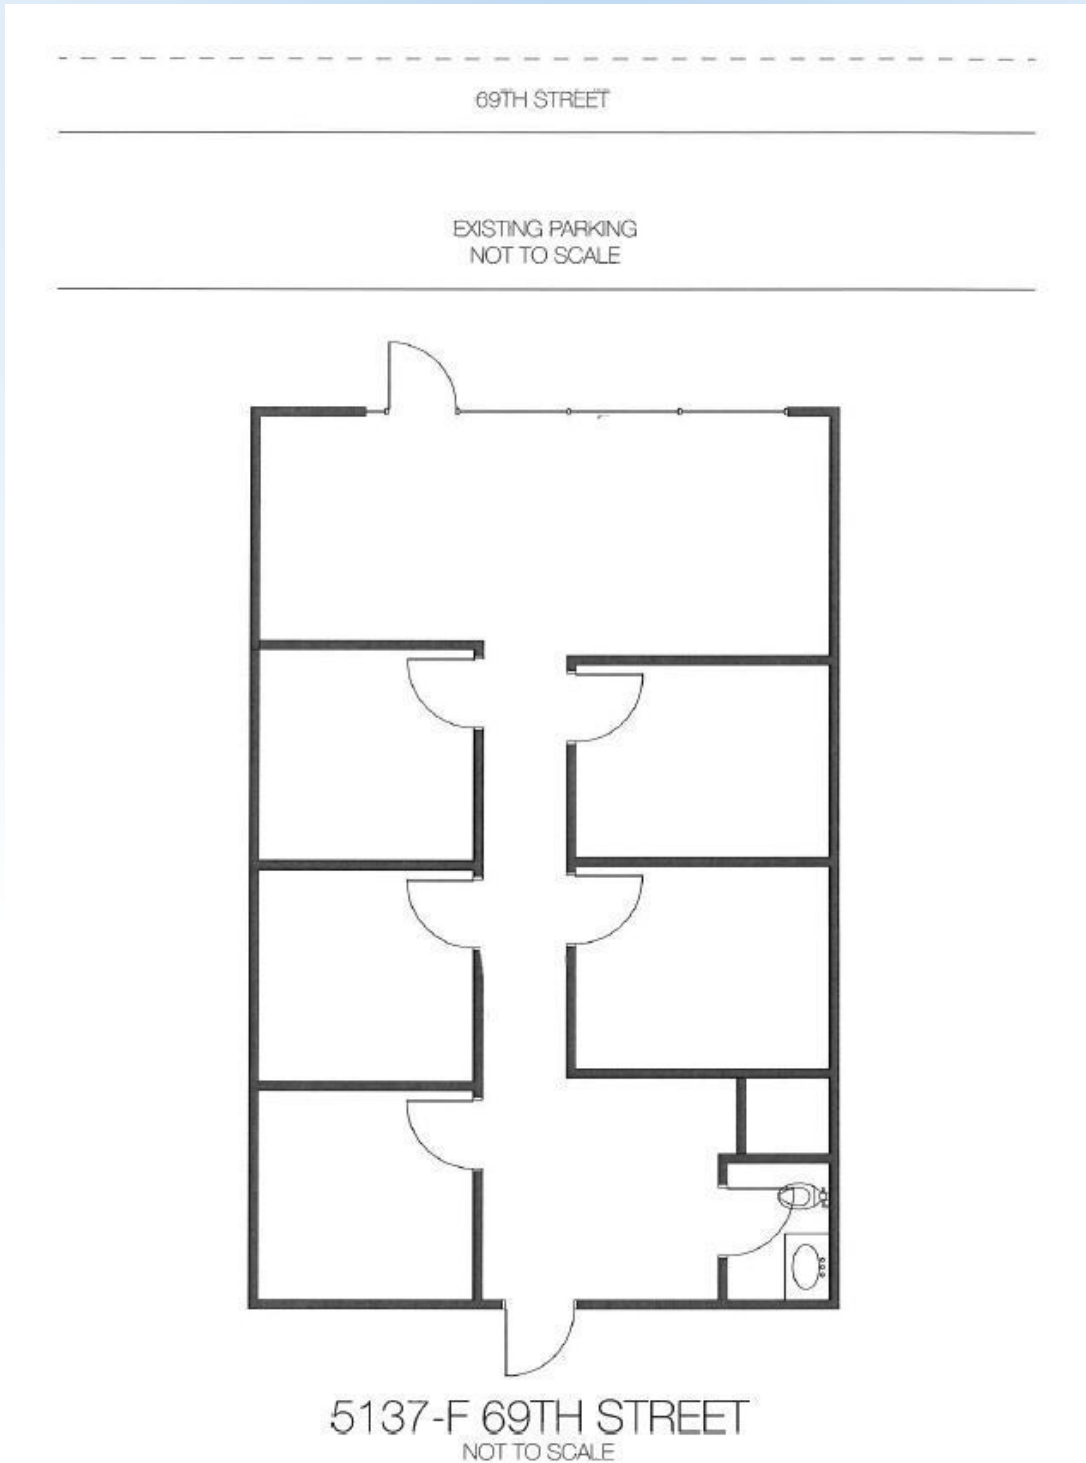 69TH STREET
EXISTING PARKING
NOT TO SCALE
5137-F 69TH STREET
NOT TO SCALE